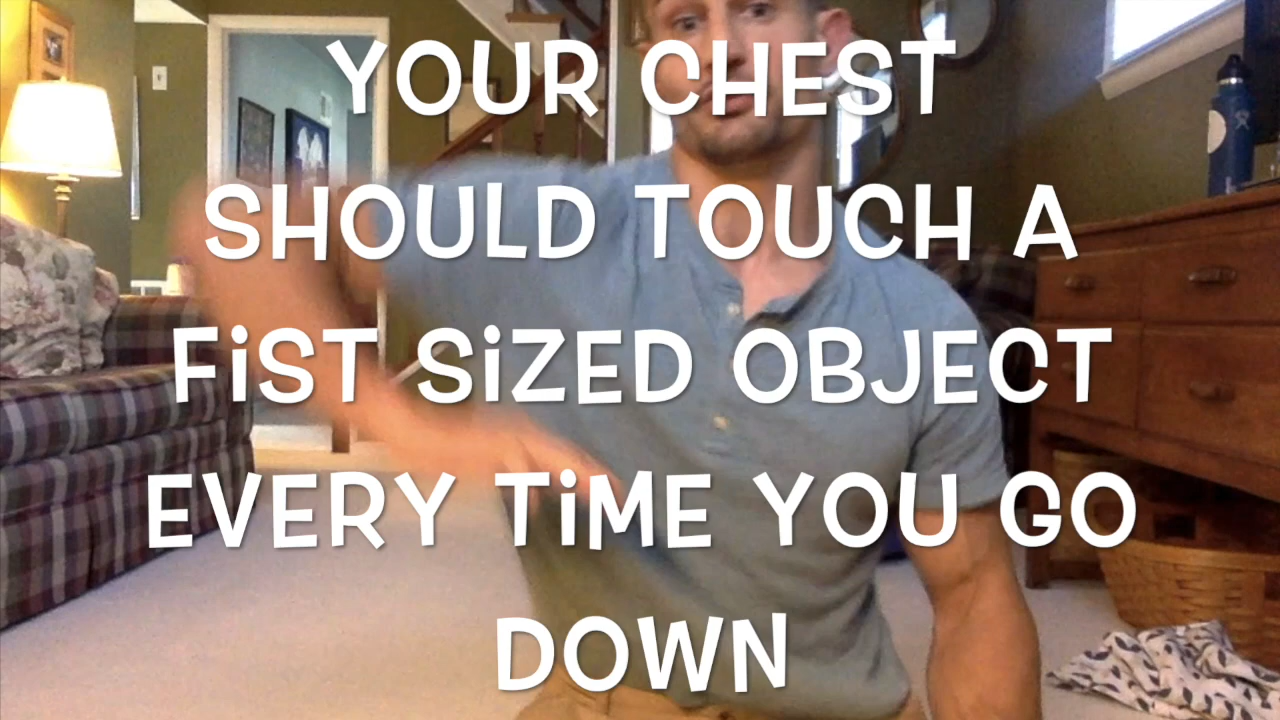 YOUR CHEST
SHOULD TOUCH A
FiST SiZED OBJECT
EVERY TiME YOU GO
DOWN